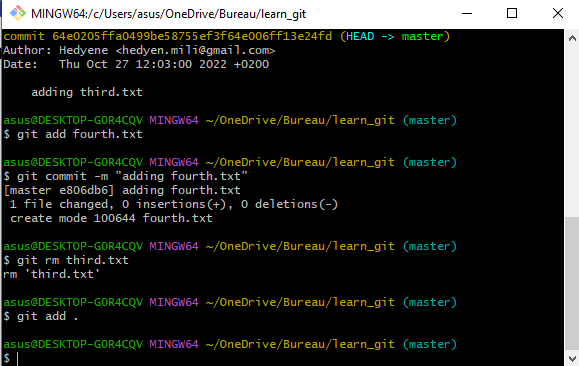 MINGW64:/c/Users/asus/OneDrive/Bureau/learn_git
commit 64e0205ffa0499be58755ef3f64e006ff13e24fd (HEAD -> master)
Author: Hedyene <hedyen.mili@gmail.com>
Date:   Thu Oct 27 12:03:00 2022 +0200
    adding third.txt
asus@DESKTOP-G0R4CQV MINGW64 ~/OneDrive/Bureau/learn_git (master)
$ git add fourth.txt
asus@DESKTOP-G0R4CQV MINGW64 ~/OneDrive/Bureau/learn_git (master)
$ git commit -m "adding fourth.txt"
[master e806db6] adding fourth.txt
 1 file changed, 0 insertions(+), 0 deletions(-)
 create mode 100644 fourth.txt
asus@DESKTOP-G0R4CQV MINGW64 ~/OneDrive/Bureau/learn_git (master)
$ git rm third.txt
rm 'third.txt'
asus@DESKTOP-G0R4CQV MINGW64 ~/OneDrive/Bureau/learn_git (master)
$ git add .
asus@DESKTOP-G0R4CQV MINGW64 ~/OneDrive/Bureau/learn_git (master)
$